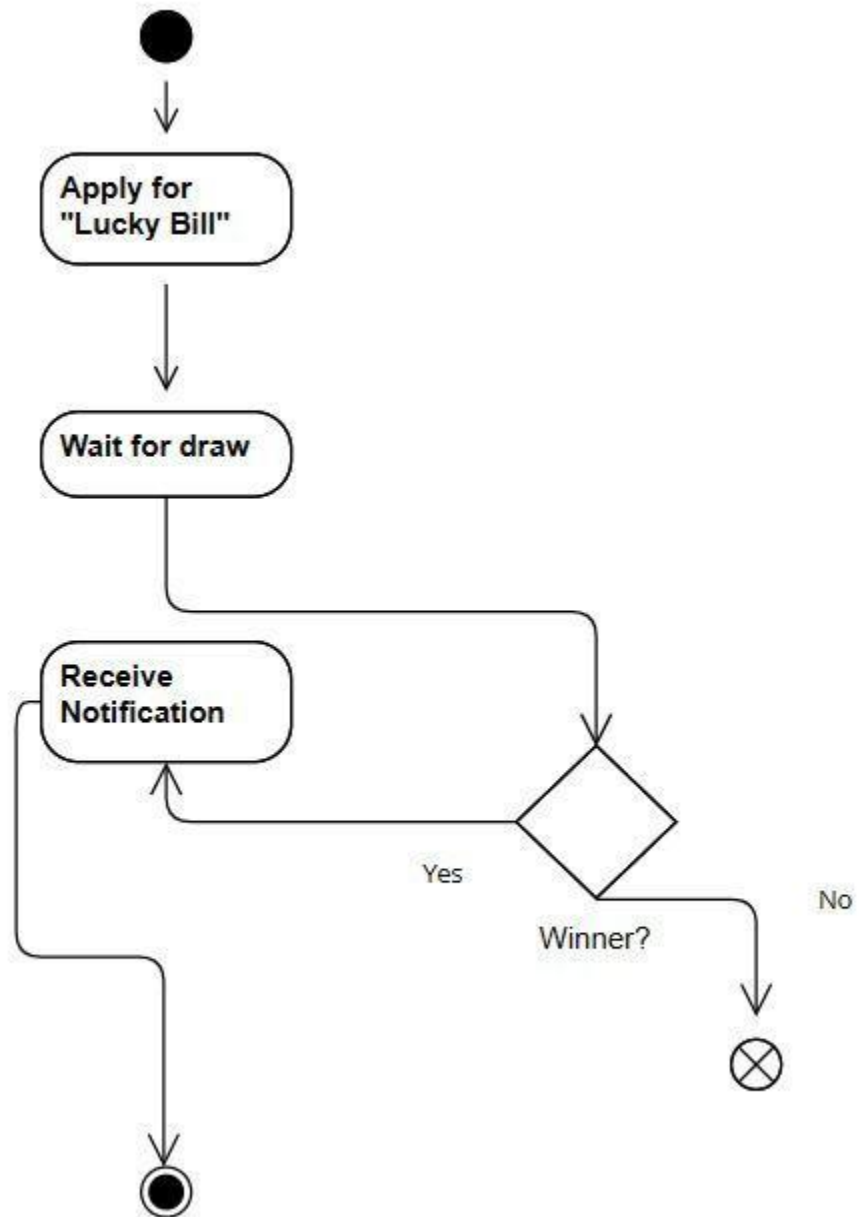 Apply for
"Lucky Bill"
Wait for draw
Receive
Notification
Yes
No
Winner?